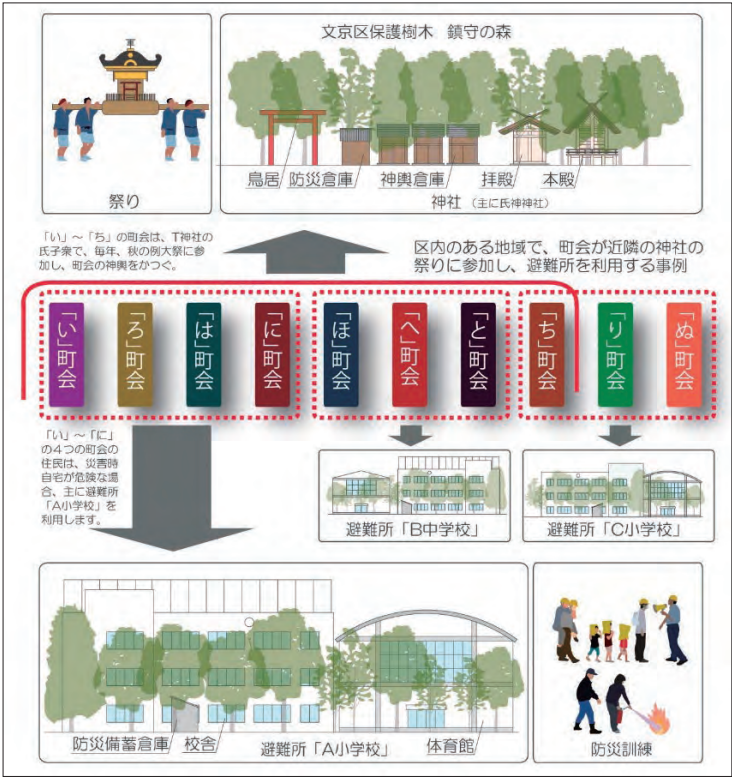 文京区保護樹木 鎮守の森
鳥居
防災倉庫
神輿倉庫
拝殿
本殿
神社 (主に氏神神社)
祭り
「い」～「ち」の町会は、T神社の
氏子衆で、毎年、秋の例大祭に参
加し、町会の神輿をかつぐ。
区内のある地域で、町会が近隣の神社の
祭りに参加し、避難所を利用する事例
「い」町会
「ろ」町会
「は」町会
「に」町会
「ほ」町会
「へ」町会
「と」町会
「ち」町会
「り」町会
「ぬ」町会
「い」～「に」
の4つの町会の
住民は、災害時
自宅が危険な場
合、主に避難所
「A小学校」を
利用します。
避難所「B中学校」
避難所「C小学校」
防災備蓄倉庫
校舎
避難所「A小学校」
体育館
防災訓練